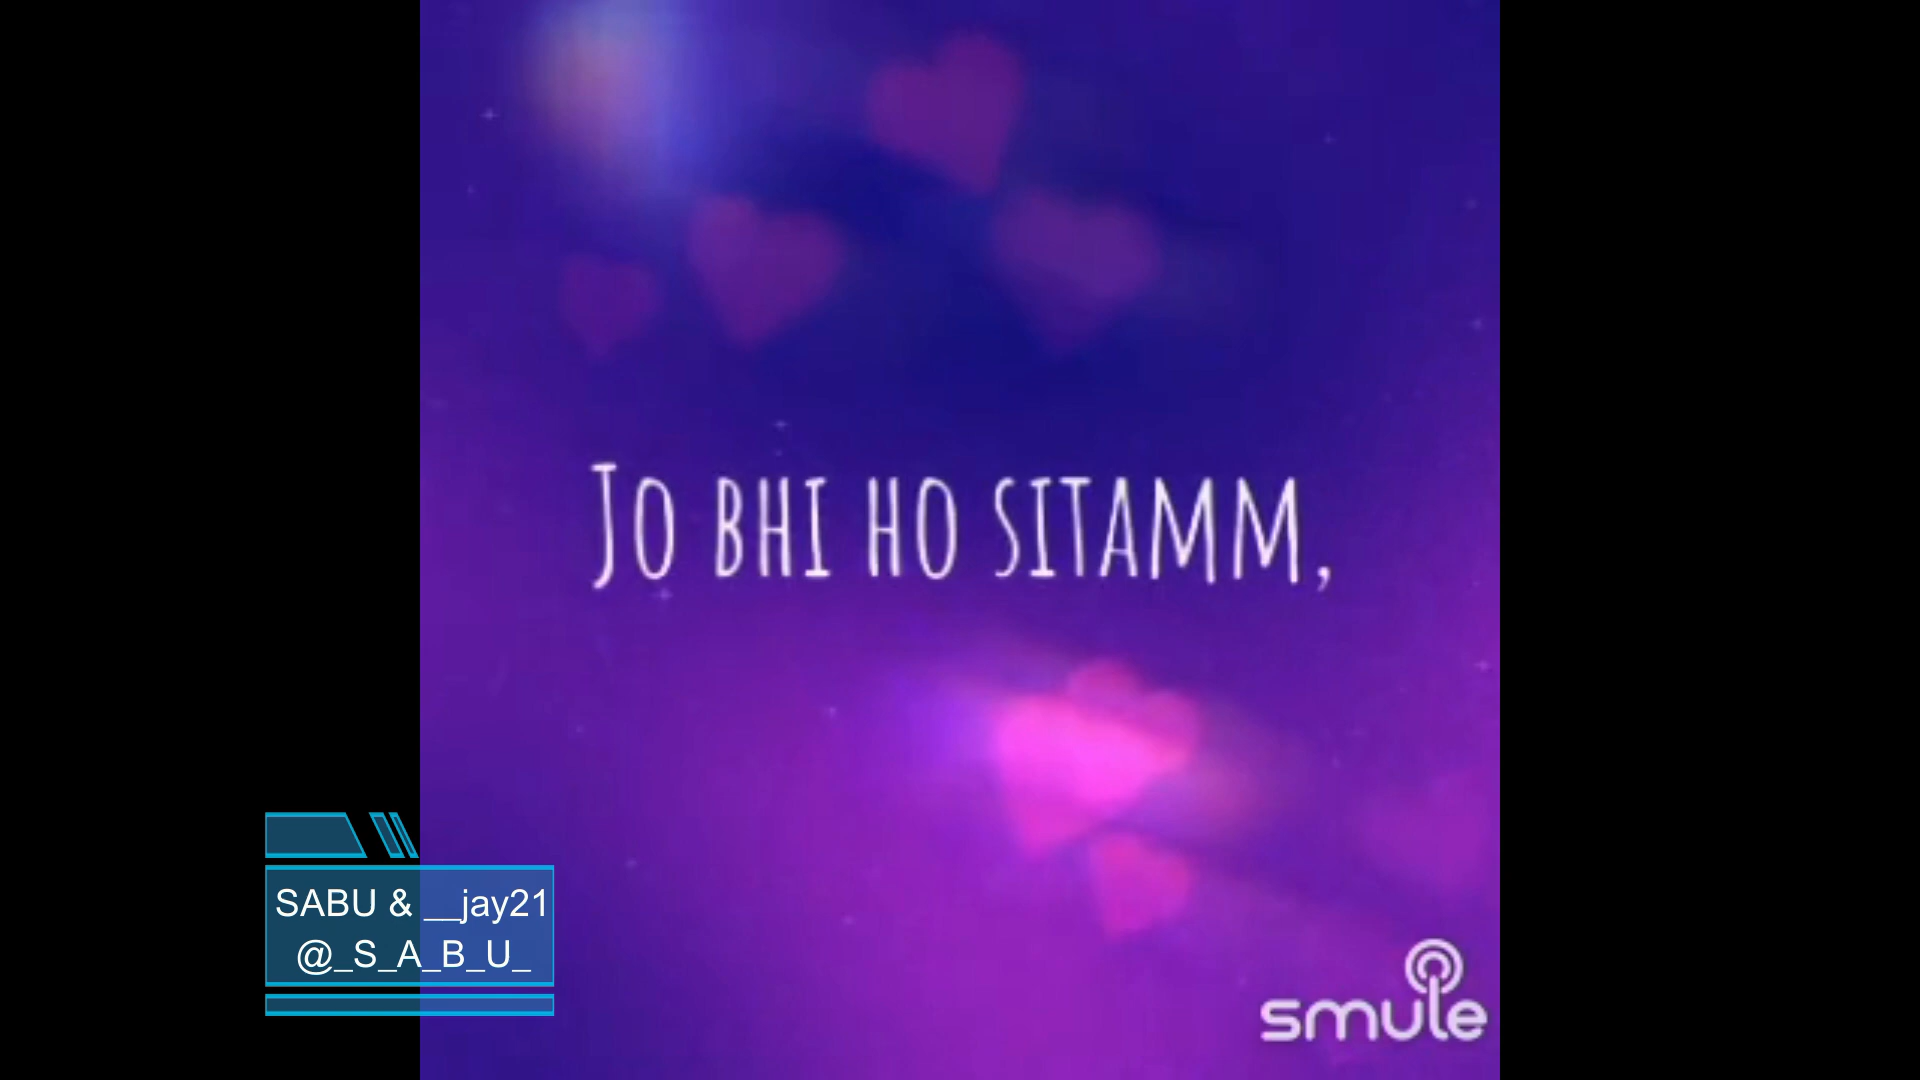 Jo bhi ho sitamm,
SABU & __jay21
@_S_A_B_U_
smule